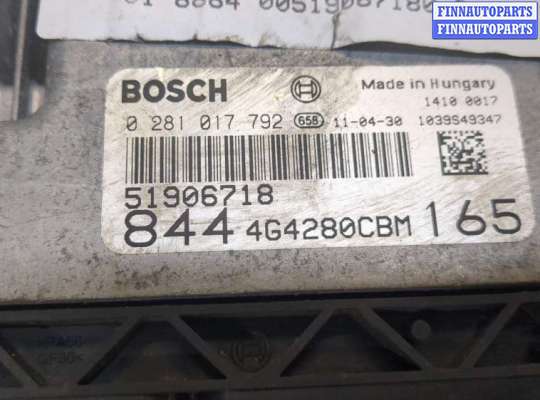 FINNAUTOPARTS
FINNAUTOPARTS
BOSCH
Made in Hungary
1410 0017
0 281 017 792 658 11-04-30 1039S49347
51906718
844 4G4280CBM 165